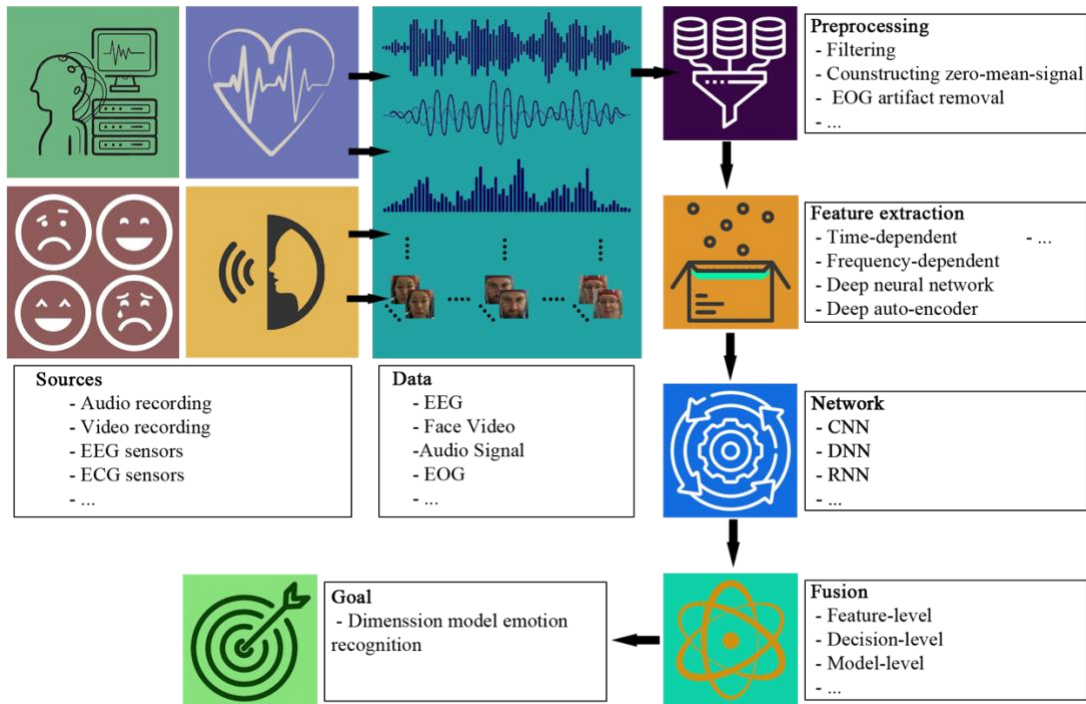 Preprocessing
- Filtering
- Counstructing zero-mean-signal
- EOG artifact removal
- ...
Feature extraction
- Time-dependent - ...
- Frequency-dependent
- Deep neural network
- Deep auto-encoder
Sources
- Audio recording
- Video recording
- EEG sensors
- ECG sensors
- ...
Data
- EEG
- Face Video
-Audio Signal
- EOG
- ...
Network
- CNN
- DNN
- RNN
- ...
Fusion
- Feature-level
- Decision-level
- Model-level
- ...
Goal
- Dimenssion model emotion
recognition